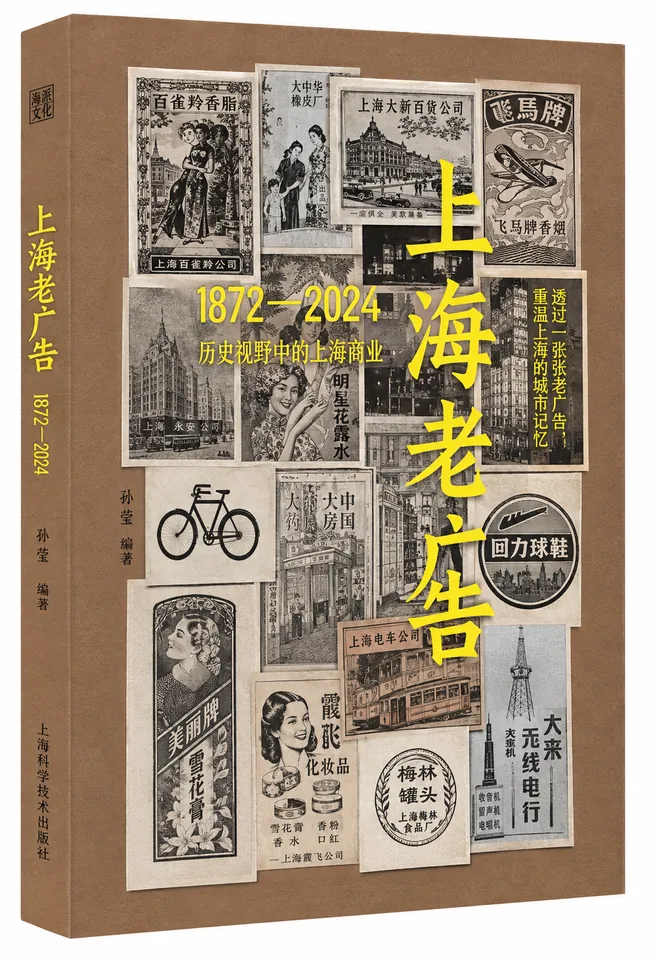 海派
文化
上海老广告
1872—2024
孙莹 编著
上海科学技术出版社
百雀羚香脂
上海百雀羚公司
大中华
橡皮厂
出品
上海大新百货公司
一应俱全
飛馬牌
飞馬牌香烟
上海老广告
1872—2024
历史视野中的上海商业
透过一张张老广告，
重温上海的城市记忆
上海 永安公司
明星花露水
孙莹 编著
中国
大药房
回力球鞋
美丽牌
雪花膏
霞飛
化妆品
雪花膏 香粉
香水 口红
—上海霞飞公司
上海电车公司
梅林
罐头
上海梅林
食品厂
大来
无线电行
收音机
留声机
电唱机